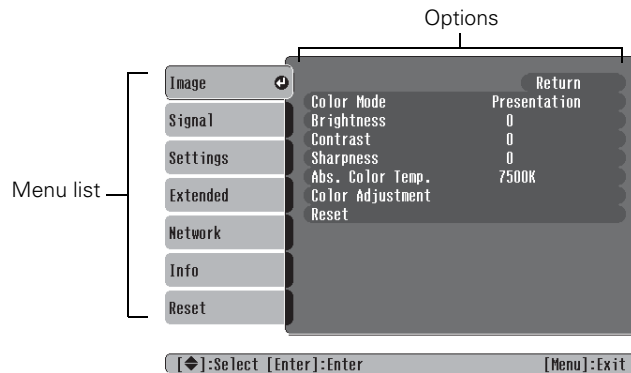 Options
Menu list
Image
Signal
Settings
Extended
Network
Info
Reset
Return
Color Mode Presentation
Brightness 0
Contrast 0
Sharpness 0
Abs. Color Temp. 7500K
Color Adjustment
Reset
[◆]:Select [Enter]:Enter [Menu]:Exit